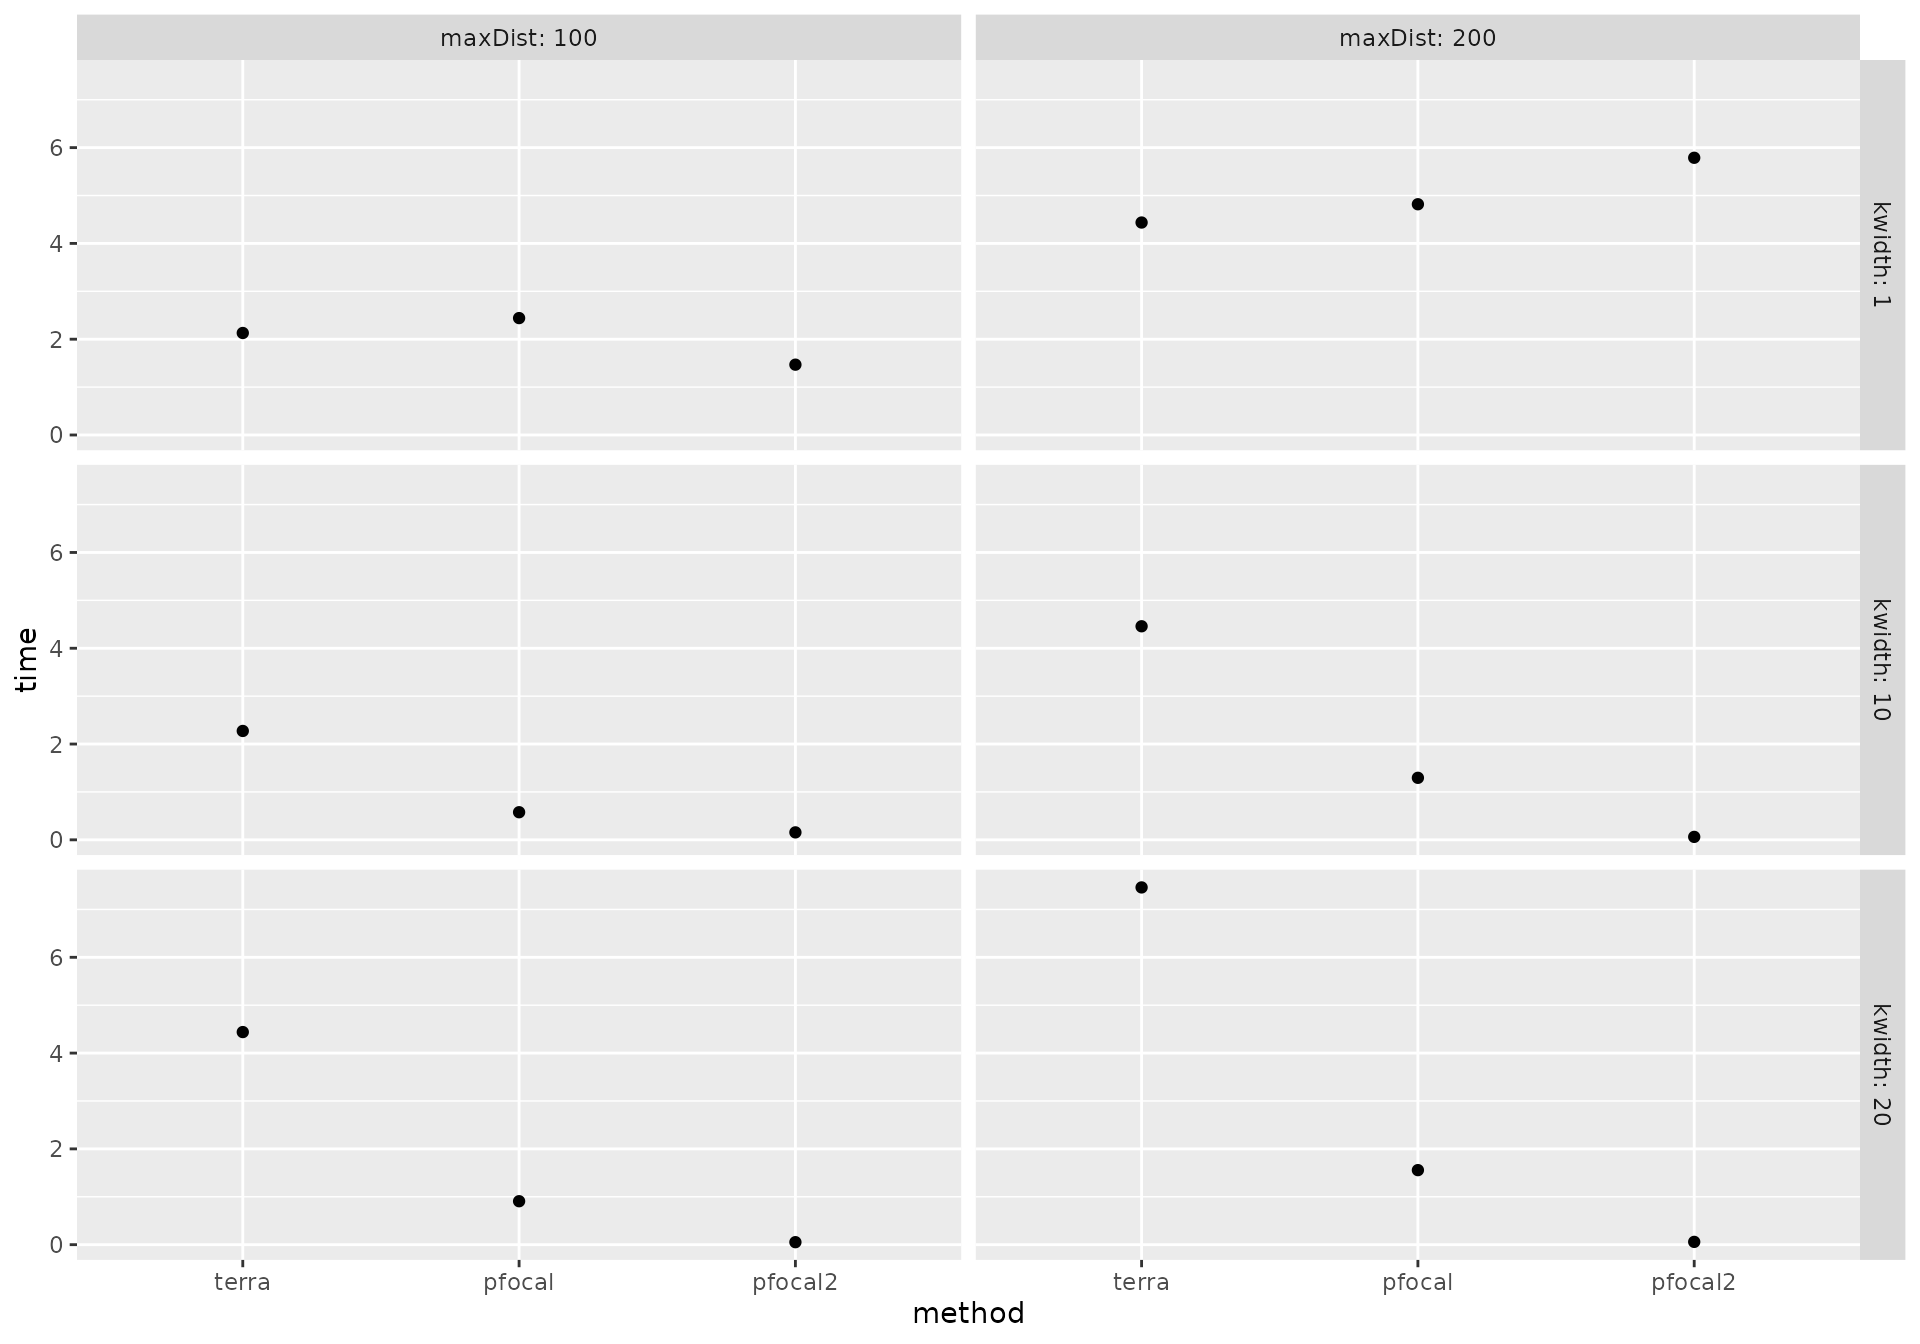 maxDist: 100
maxDist: 200
6
4
2
0
kwidth: 1
time
6
4
2
0
kwidth: 10
6
4
2
0
kwidth: 20
terra
pfocal
pfocal2
terra
pfocal
pfocal2
method